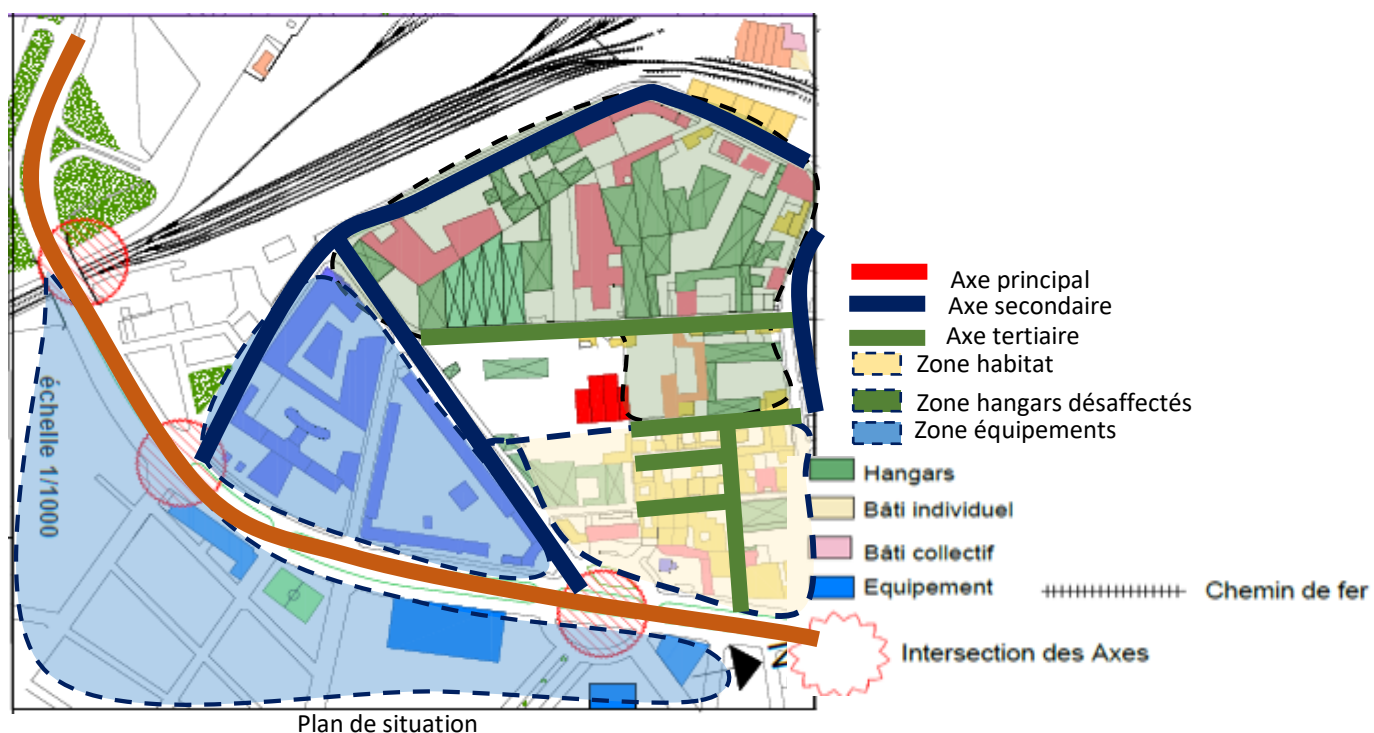 échelle 1/1000
Axe principal
Axe secondaire
Axe tertiaire
Zone habitat
Zone hangars désaffectés
Zone équipements
Hangars
Bâti individuel
Bâti collectif
Equipement
Chemin de fer
Intersection des Axes
Plan de situation